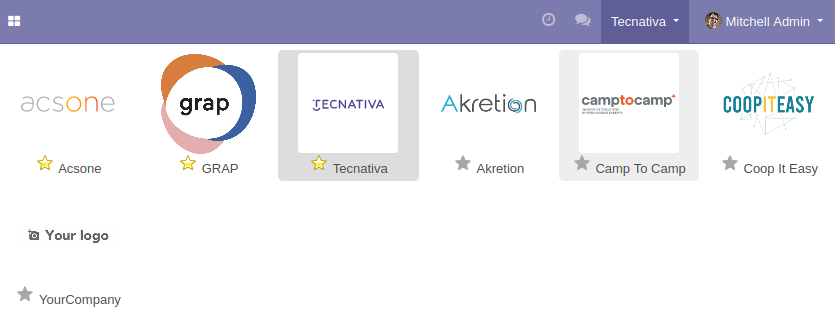 Tecnativa
Mitchell Admin
acsone
grap
TECNATIVA
Akretion
camptocamp
COOPITEASY
Acsone
GRAP
Tecnativa
Akretion
Camp To Camp
Coop It Easy
Your logo
YourCompany